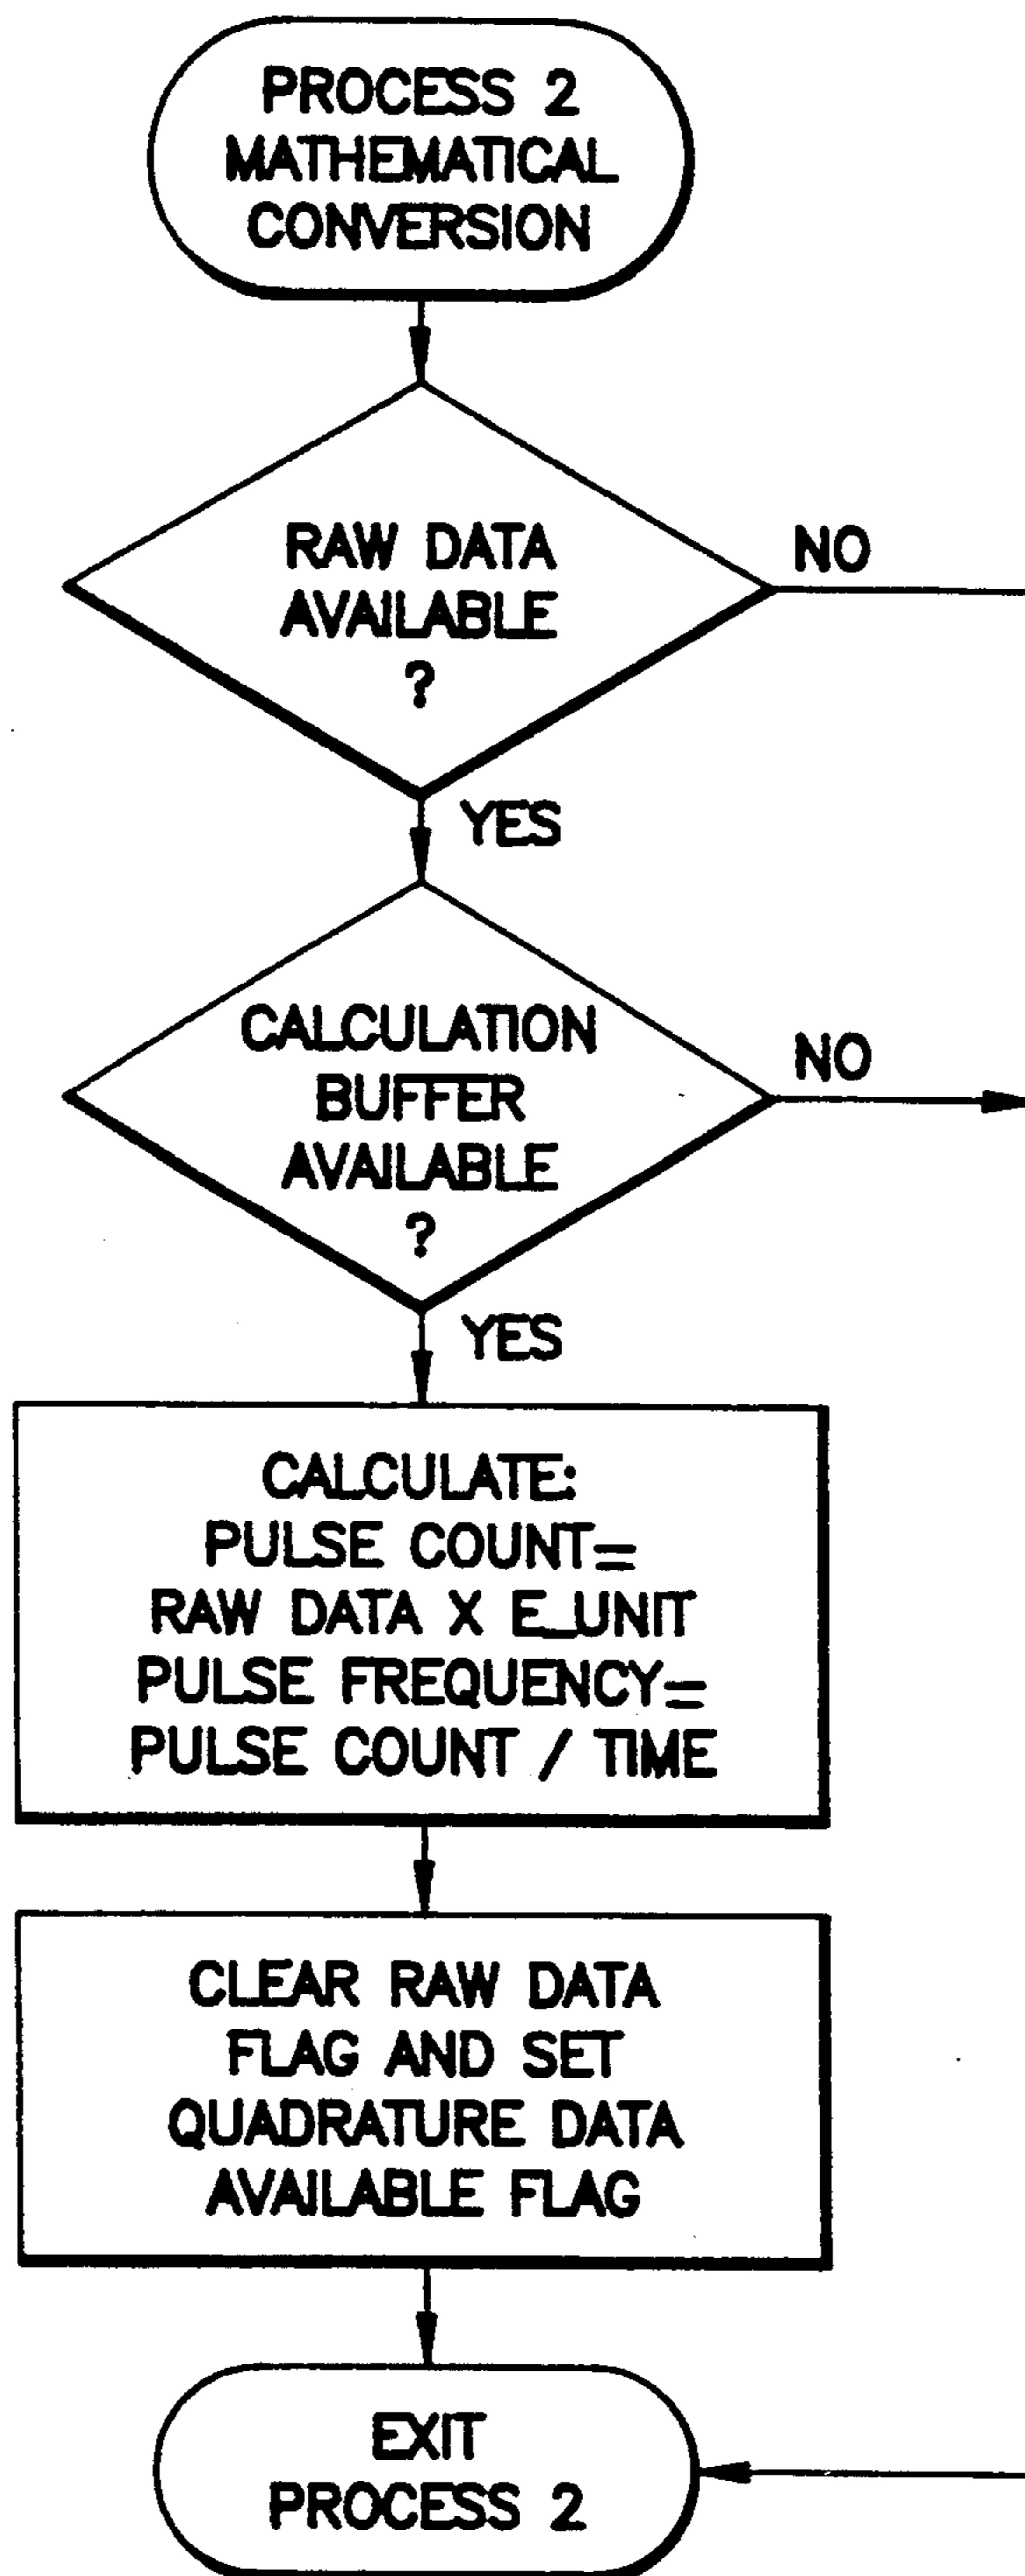 PROCESS 2
MATHEMATICAL
CONVERSION
RAW DATA
AVAILABLE
?
NO
YES
CALCULATION
BUFFER
AVAILABLE
?
NO
YES
CALCULATE:
PULSE COUNT=
RAW DATA X E_UNIT
PULSE FREQUENCY=
PULSE COUNT / TIME
CLEAR RAW DATA
FLAG AND SET
QUADRATURE DATA
AVAILABLE FLAG
EXIT
PROCESS 2